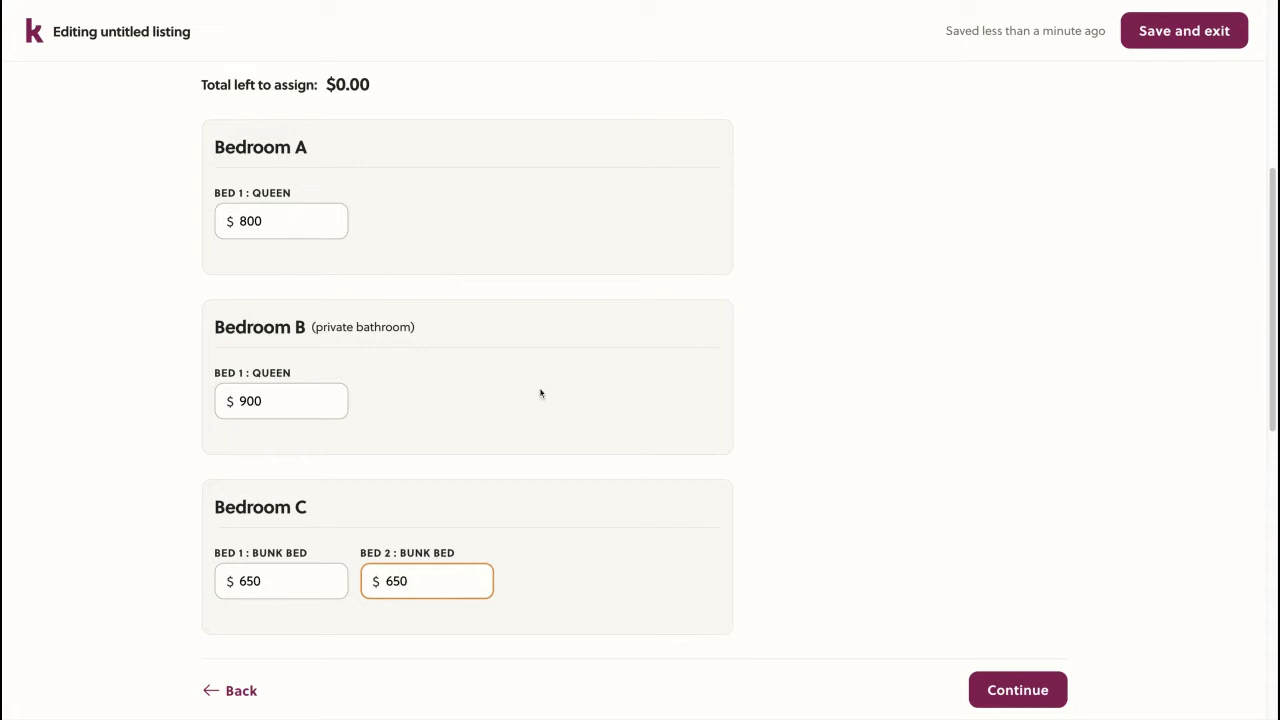 k Editing untitled listing
Saved less than a minute ago
Save and exit
Total left to assign: $0.00
Bedroom A
BED 1 : QUEEN
$ 800
Bedroom B (private bathroom)
BED 1 : QUEEN
$ 900
Bedroom C
BED 1 : BUNK BED
$ 650
BED 2 : BUNK BED
$ 650
← Back
Continue